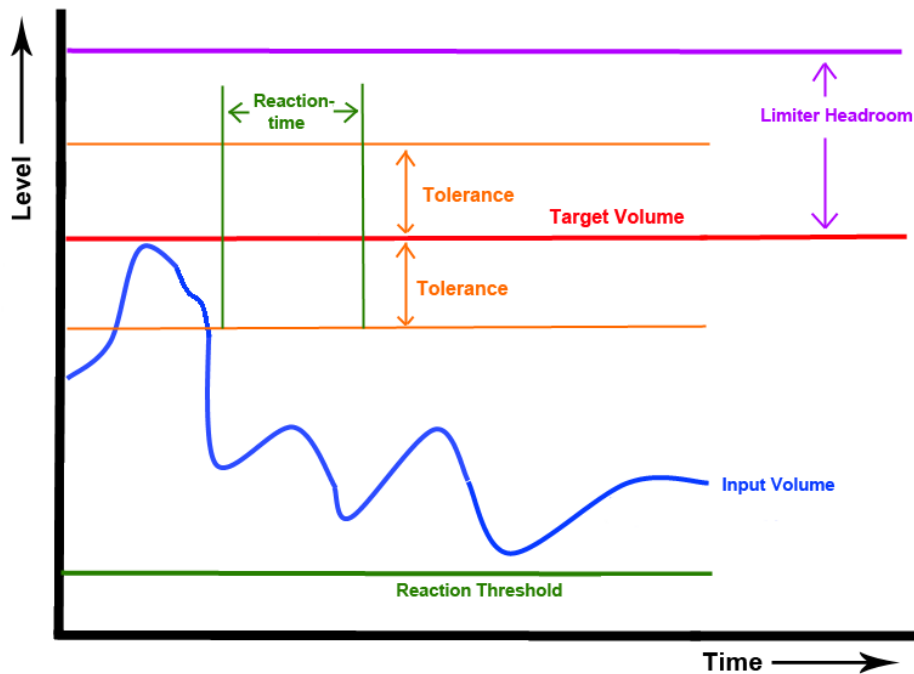 Level
Reaction-
time
Limiter Headroom
Tolerance
Target Volume
Tolerance
Input Volume
Reaction Threshold
Time